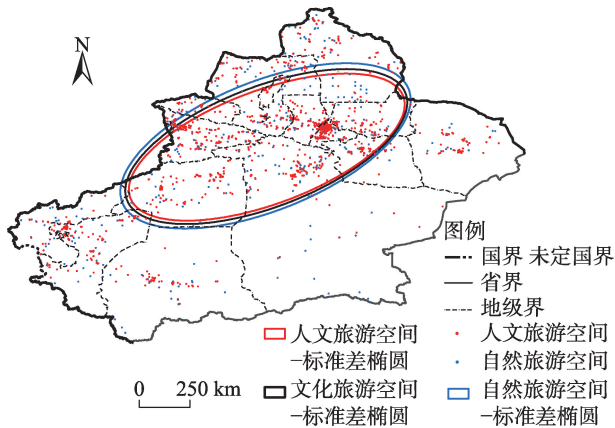 N
图例
国界 未定国界
省界
地级界
人文旅游空间
-标准差椭圆
人文旅游空间
自然旅游空间
0 250 km
文化旅游空间
-标准差椭圆
自然旅游空间
-标准差椭圆